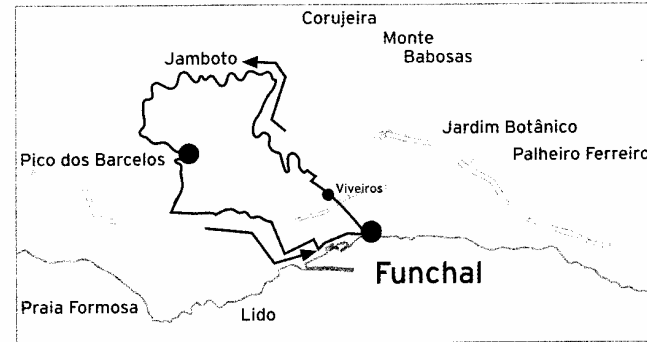 Corujeira
Monte
Babosas
Jamboto
Jardim Botânico
Palheiro Ferreiro
Pico dos Barcelos
Viveiros
Funchal
Praia Formosa
Lido